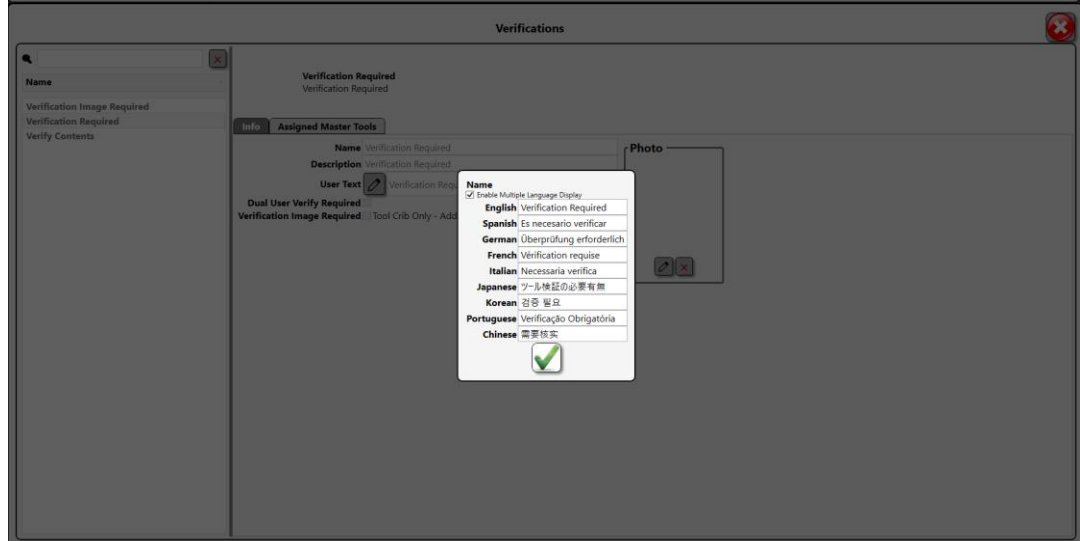 Verifications
Name
Verification Image Required
Verification Required
Verify Contents
Verification Required
Verification Required
Info
Assigned Master Tools
Name Verification Required
Description Verification Required
User Text Verification Requ
Dual User Verify Required
Verification Image Required Tool Crib Only - Add
Photo
Name
Enable Multiple Language Display
English Verification Required
Spanish Es necesario verificar
German Überprüfung erforderlich
French Vérification requise
Italian Necessaria verifica
Japanese ツール検証の必要有無
Korean 검증 필요
Portuguese Verificação Obrigatória
Chinese 需要核实